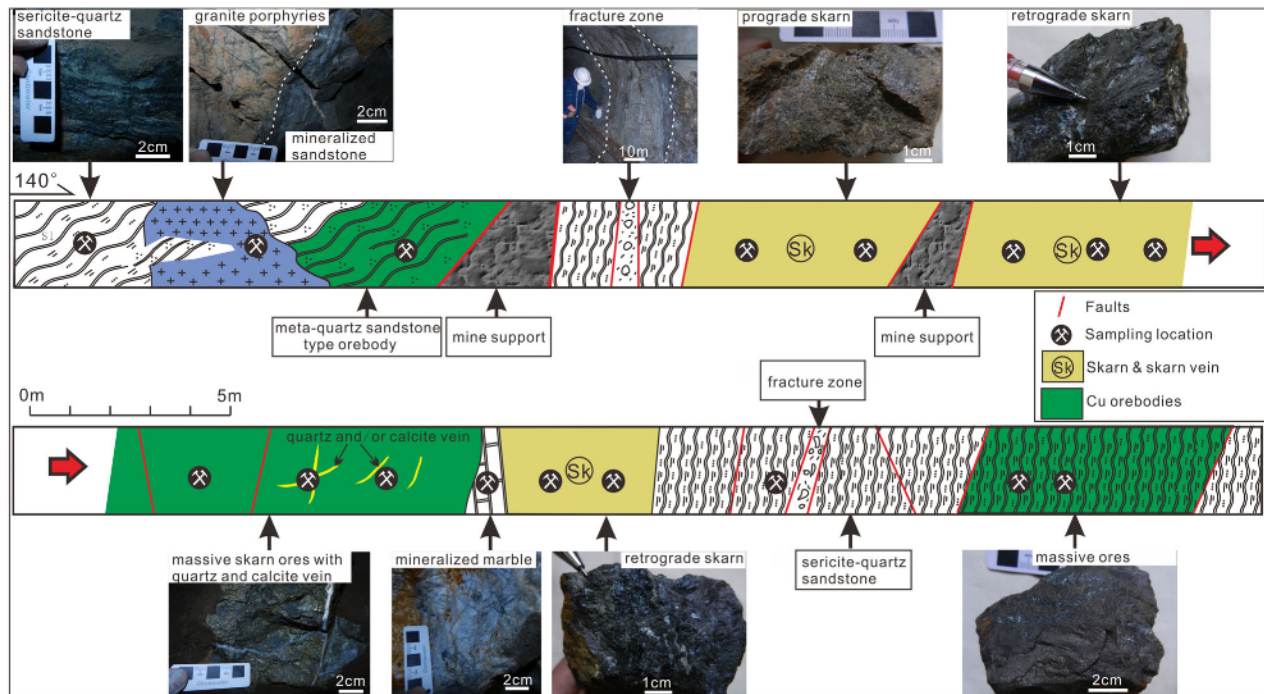 sericite-quartz
sandstone
2cm
granite porphyries
2cm
mineralized
sandstone
fracture zone
10m
prograde skarn
1cm
retrograde skarn
1cm
140°
Sk
Sk
meta-quartz sandstone
type orebody
mine support
mine support
Faults
Sampling location
Sk
Skarn & skarn vein
Cu orebodies
0m
5m
fracture zone
quartz and/or calcite vein
Sk
massive skarn ores with
quartz and calcite vein
2cm
mineralized marble
2cm
retrograde skarn
1cm
sericite-quartz
sandstone
massive ores
2cm